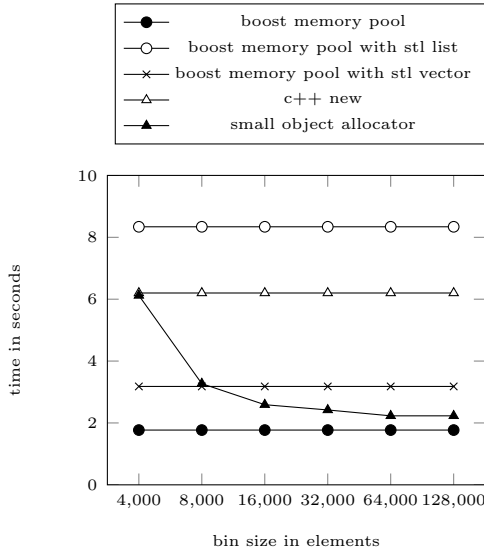 boost memory pool
boost memory pool with stl list
boost memory pool with stl vector
c++ new
small object allocator
10
8
6
4
2
0
time in seconds
4,000 8,000 16,000 32,000 64,000 128,000
bin size in elements